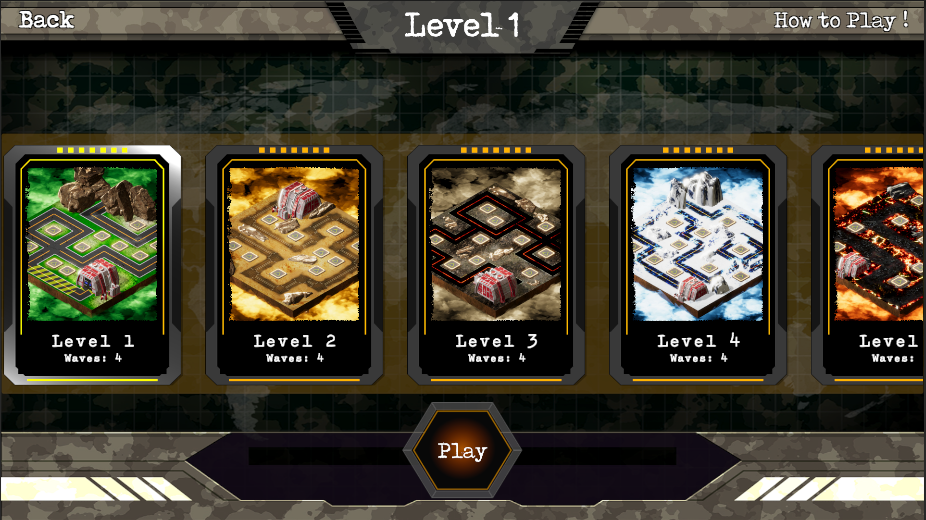 Back
Level 1
How to Play !
Level 1
Waves: 4
Level 2
Waves: 4
Level 3
Waves: 4
Level 4
Waves: 4
Level
Waves:
Play